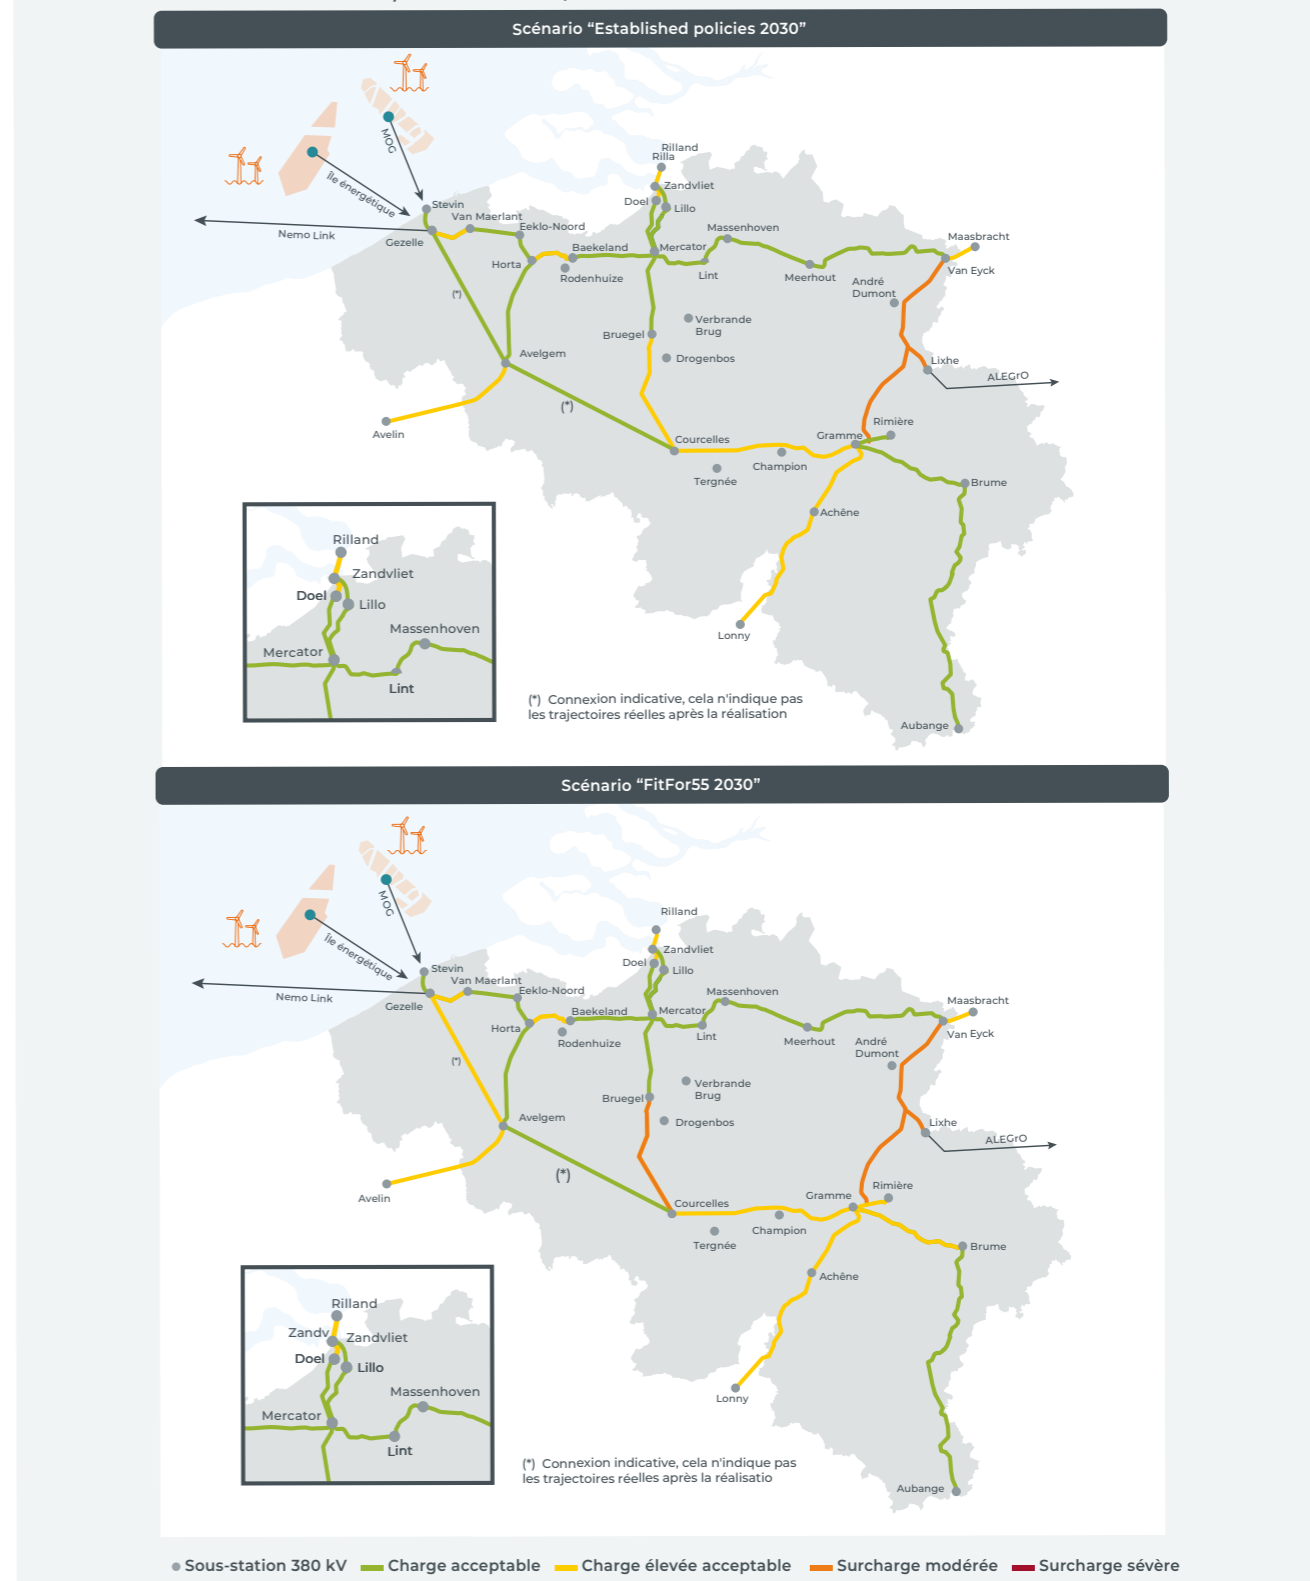 Scénario “Established policies 2030”
MOG
Île énergétique
Nemo Link
Stevin
Van Maerlant
Gezelle
Eeklo-Noord
Horta
Baekeland
Rodenhuize
Rilland
Rilla
Zandvliet
Doel
Lillo
Mercator
Massenhoven
Lint
Meerhout
Maasbracht
Van Eyck
André
Dumont
(*)
Verbrande
Brug
Bruegel
Drogenbos
Avelgem
Lixhe
ALEGrO
(*)
Avelin
Courcelles
Gramme
Rimière
Champion
Tergnée
Brume
Achêne
Lonny
Aubange
Rilland
Zandvliet
Doel
Lillo
Massenhoven
Mercator
Lint
(*) Connexion indicative, cela n'indique pas
les trajectoires réelles après la réalisation
Scénario “FitFor55 2030”
MOG
Île énergétique
Nemo Link
Stevin
Van Maerlant
Gezelle
Eeklo-Noord
Horta
Baekeland
Rodenhuize
Rilland
Zandvliet
Doel
Lillo
Mercator
Massenhoven
Lint
Meerhout
Maasbracht
Van Eyck
André
Dumont
(*)
Verbrande
Brug
Bruegel
Drogenbos
Avelgem
Lixhe
ALEGrO
(*)
Avelin
Courcelles
Gramme
Rimière
Champion
Tergnée
Brume
Achêne
Lonny
Aubange
Rilland
Zandv
Zandvliet
Doel
Lillo
Massenhoven
Mercator
Lint
(*) Connexion indicative, cela n'indique pas
les trajectoires réelles après la réalisatio
Sous-station 380 kV Charge acceptable Charge élevée acceptable Surcharge modérée Surcharge sévère